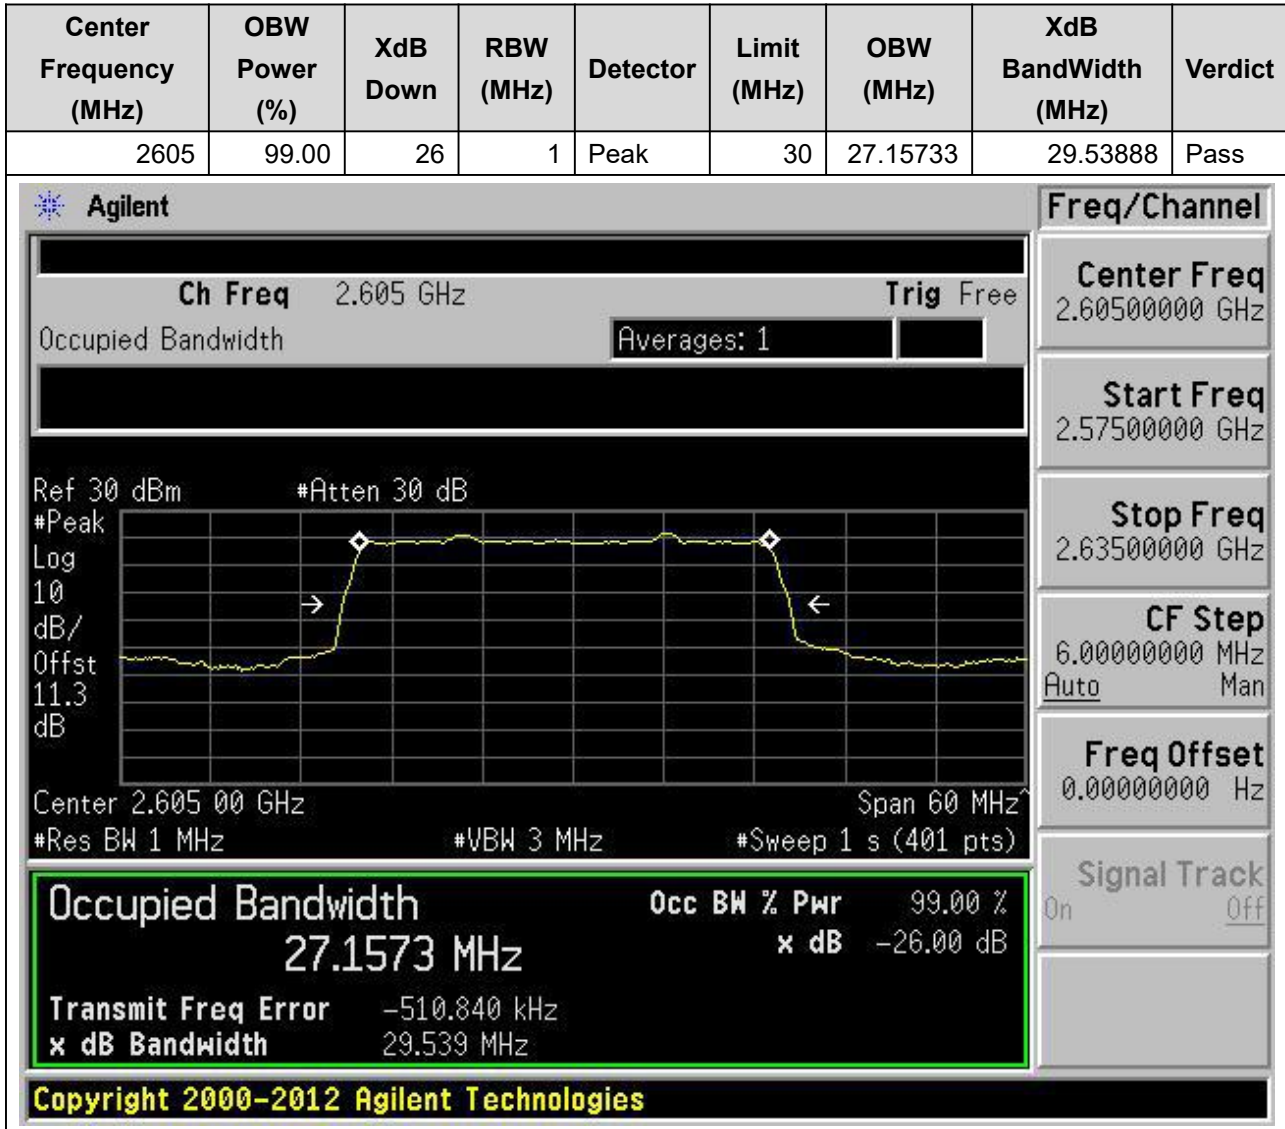 Center Frequency (MHz) OBW Power (%) XdB Down RBW (MHz) Detector Limit (MHz) OBW (MHz) XdB BandWidth (MHz) Verdict
2605 99.00 26 1 Peak 30 27.15733 29.53888 Pass
Agilent
Freq/Channel
Ch Freq 2.605 GHz Trig Free
Occupied Bandwidth Averages: 1
Center Freq
2.60500000 GHz
Start Freq
2.57500000 GHz
Stop Freq
2.63500000 GHz
CF Step
6.00000000 MHz
Auto Man
Freq Offset
0.00000000 Hz
Signal Track
On Off
Ref 30 dBm #Atten 30 dB
#Peak
Log
10
dB/
Offst
11.3
dB
Center 2.605 00 GHz Span 60 MHz^
#Res BW 1 MHz #VBW 3 MHz #Sweep 1 s (401 pts)
Occupied Bandwidth Occ BW % Pwr 99.00 %
27.1573 MHz x dB -26.00 dB
Transmit Freq Error -510.840 kHz
x dB Bandwidth 29.539 MHz
Copyright 2000-2012 Agilent Technologies